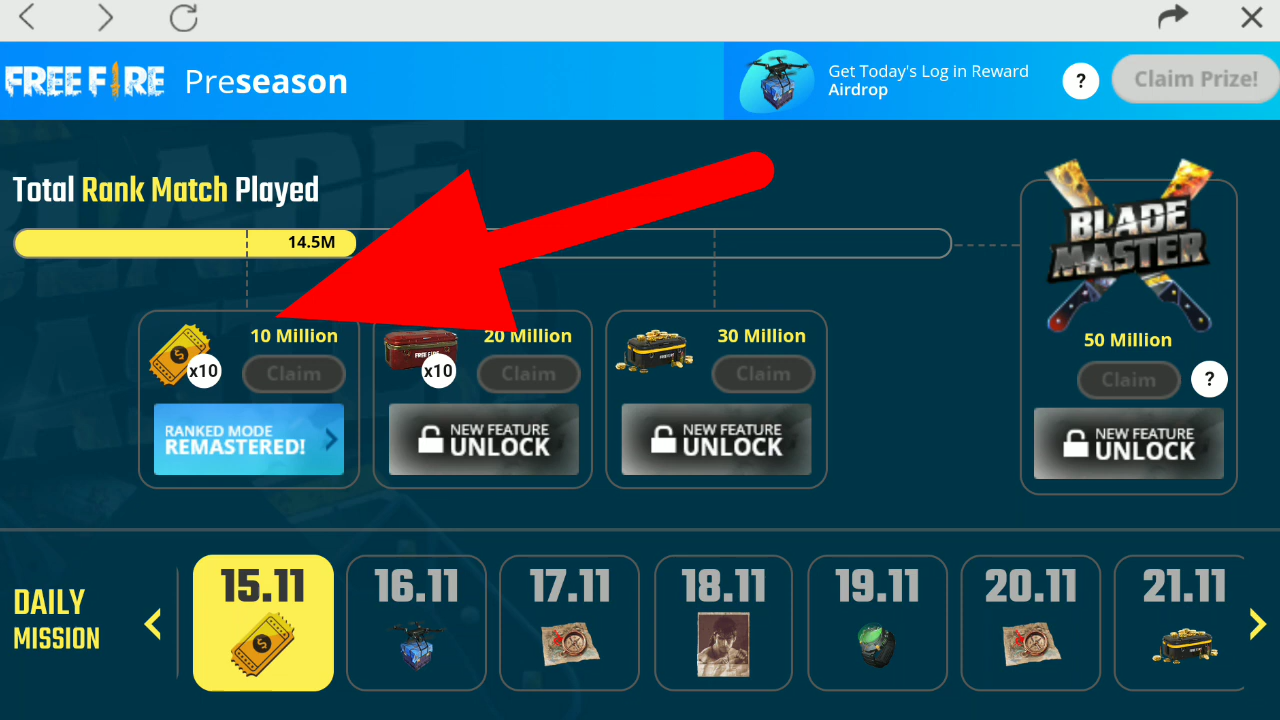 FREE FIRE Preseason
Get Today's Log in Reward
Airdrop
?
Claim Prize!
Total Rank Match Played
14.5M
BLADE
MASTER
x10
10 Million
Claim
RANKED MODE
REMASTERED!
FREE FIRE
x10
20 Million
Claim
NEW FEATURE
UNLOCK
30 Million
Claim
NEW FEATURE
UNLOCK
50 Million
Claim
?
NEW FEATURE
UNLOCK
DAILY
MISSION
15.11
16.11
17.11
18.11
19.11
20.11
21.11